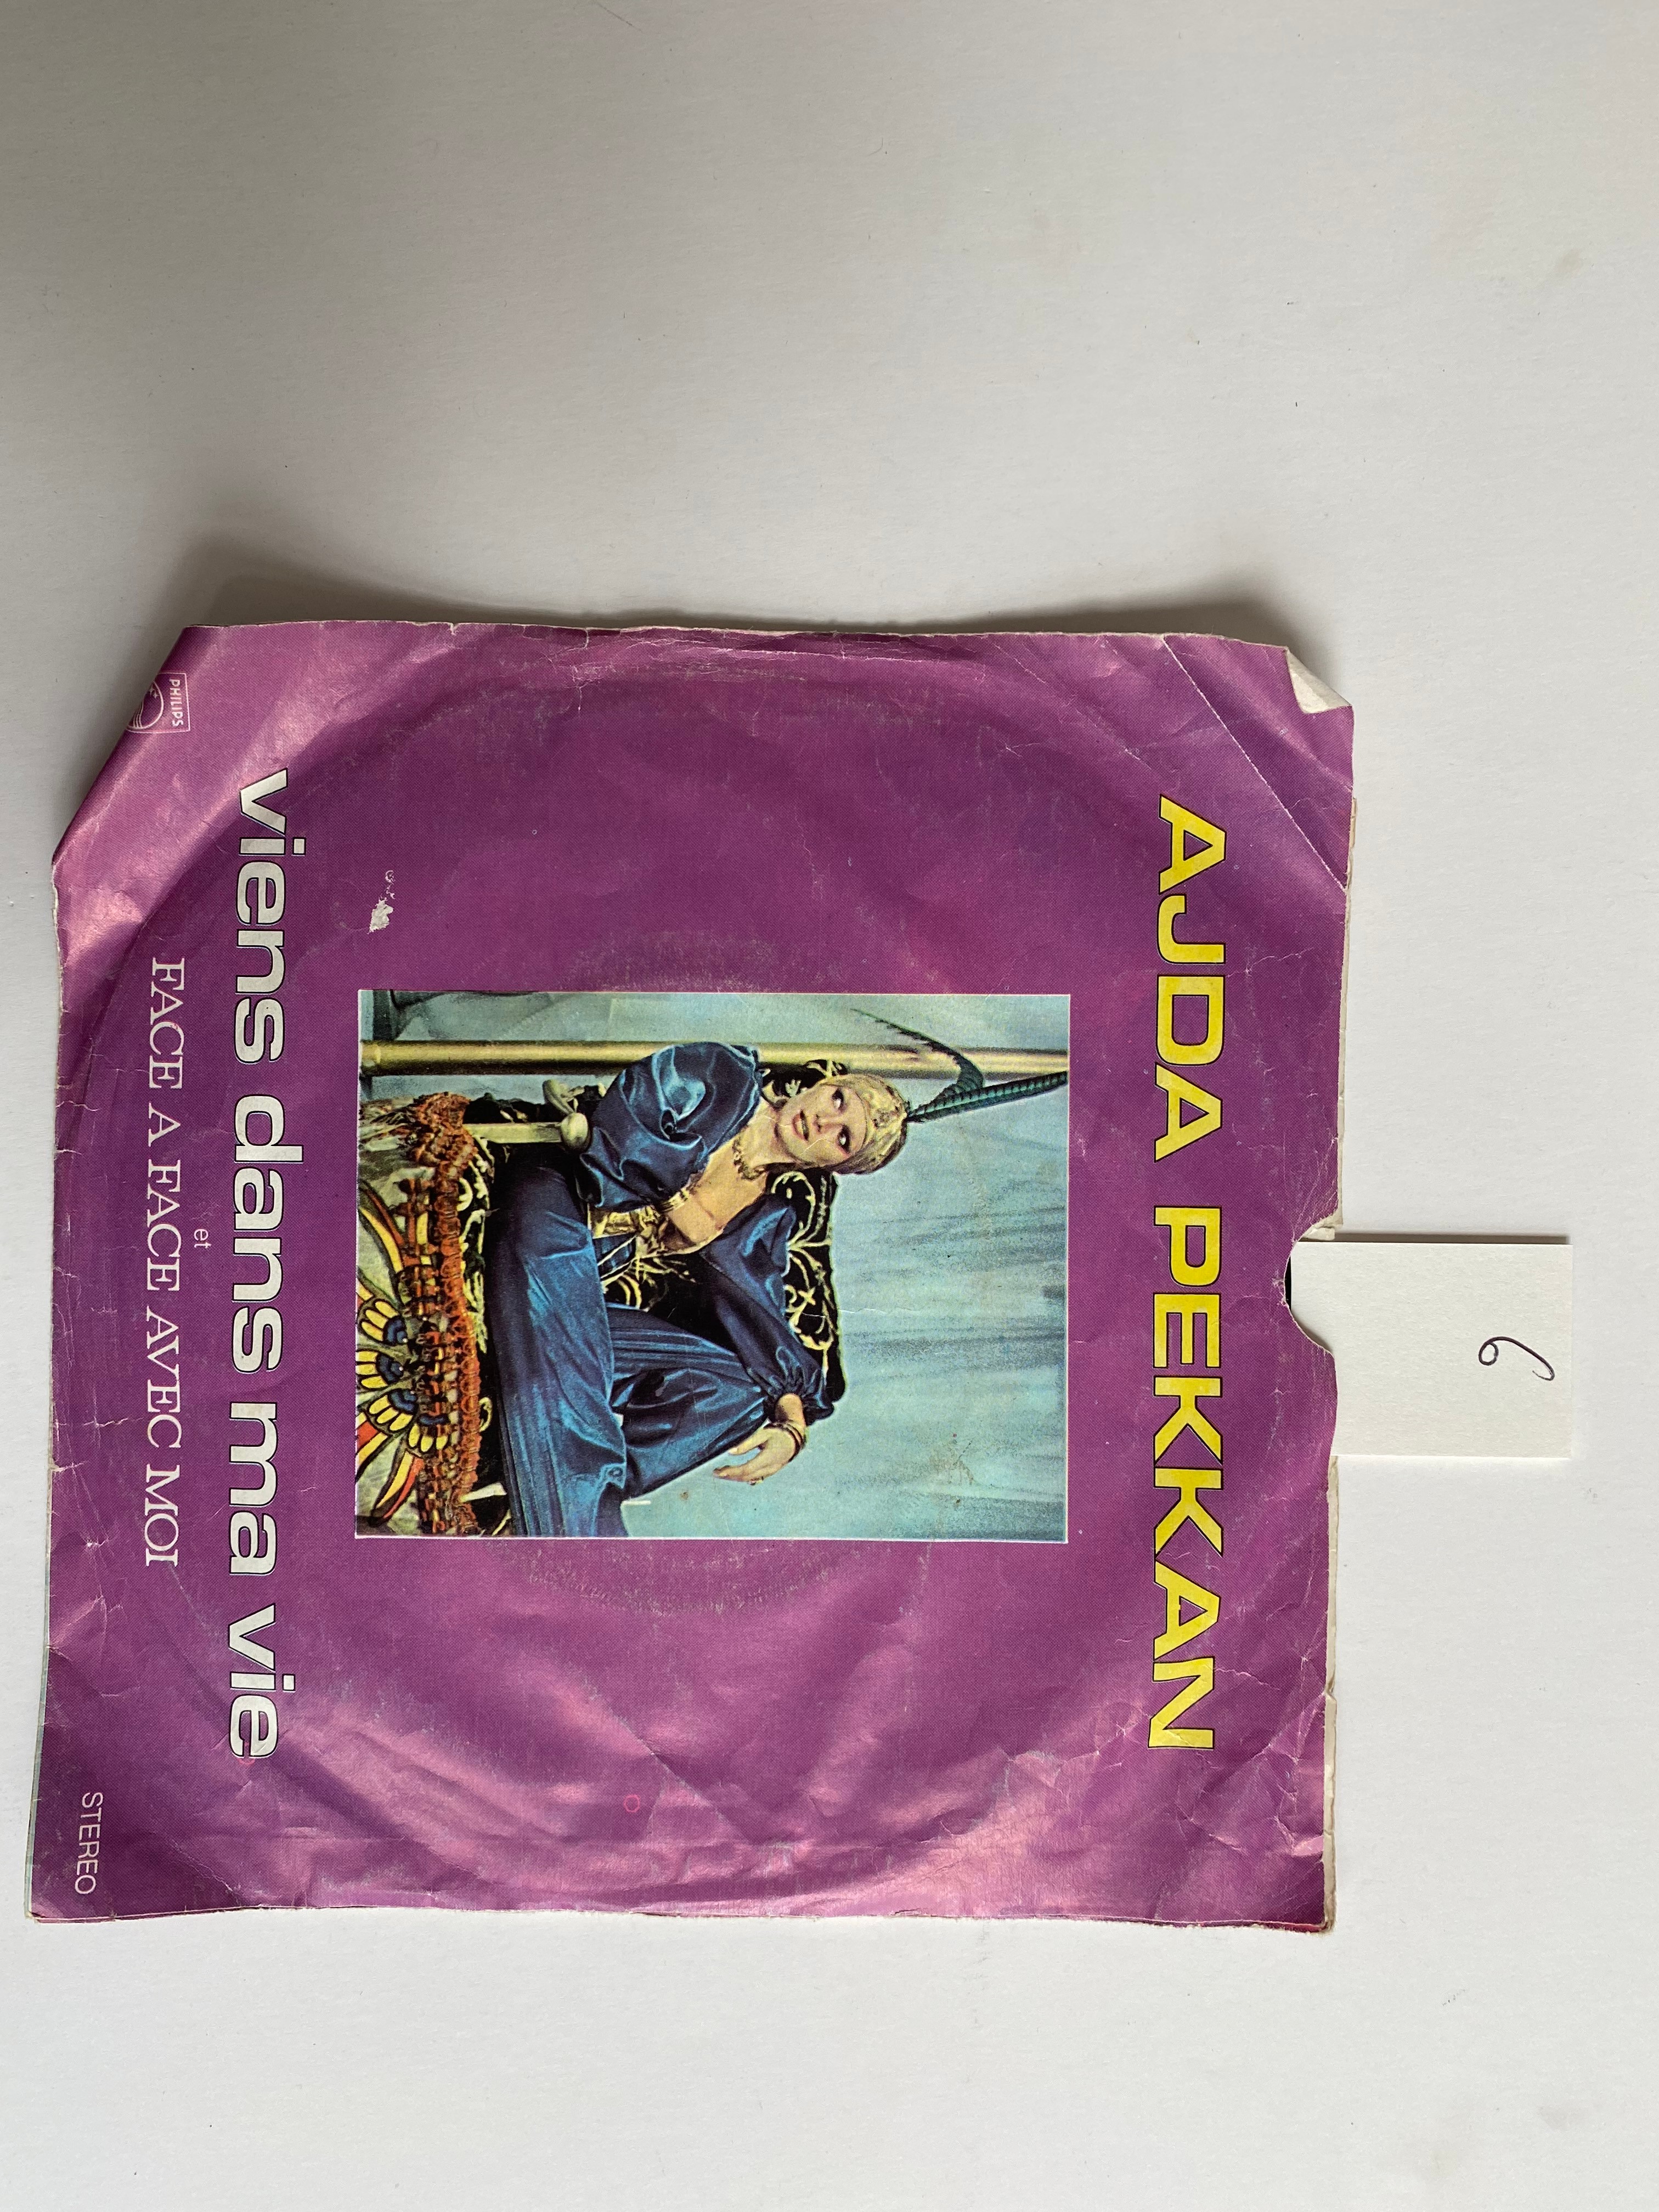 AJDA PEKKAN
viens dans ma vie
et
FACE A FACE AVEC MOI
PHILIPS
STEREO
6